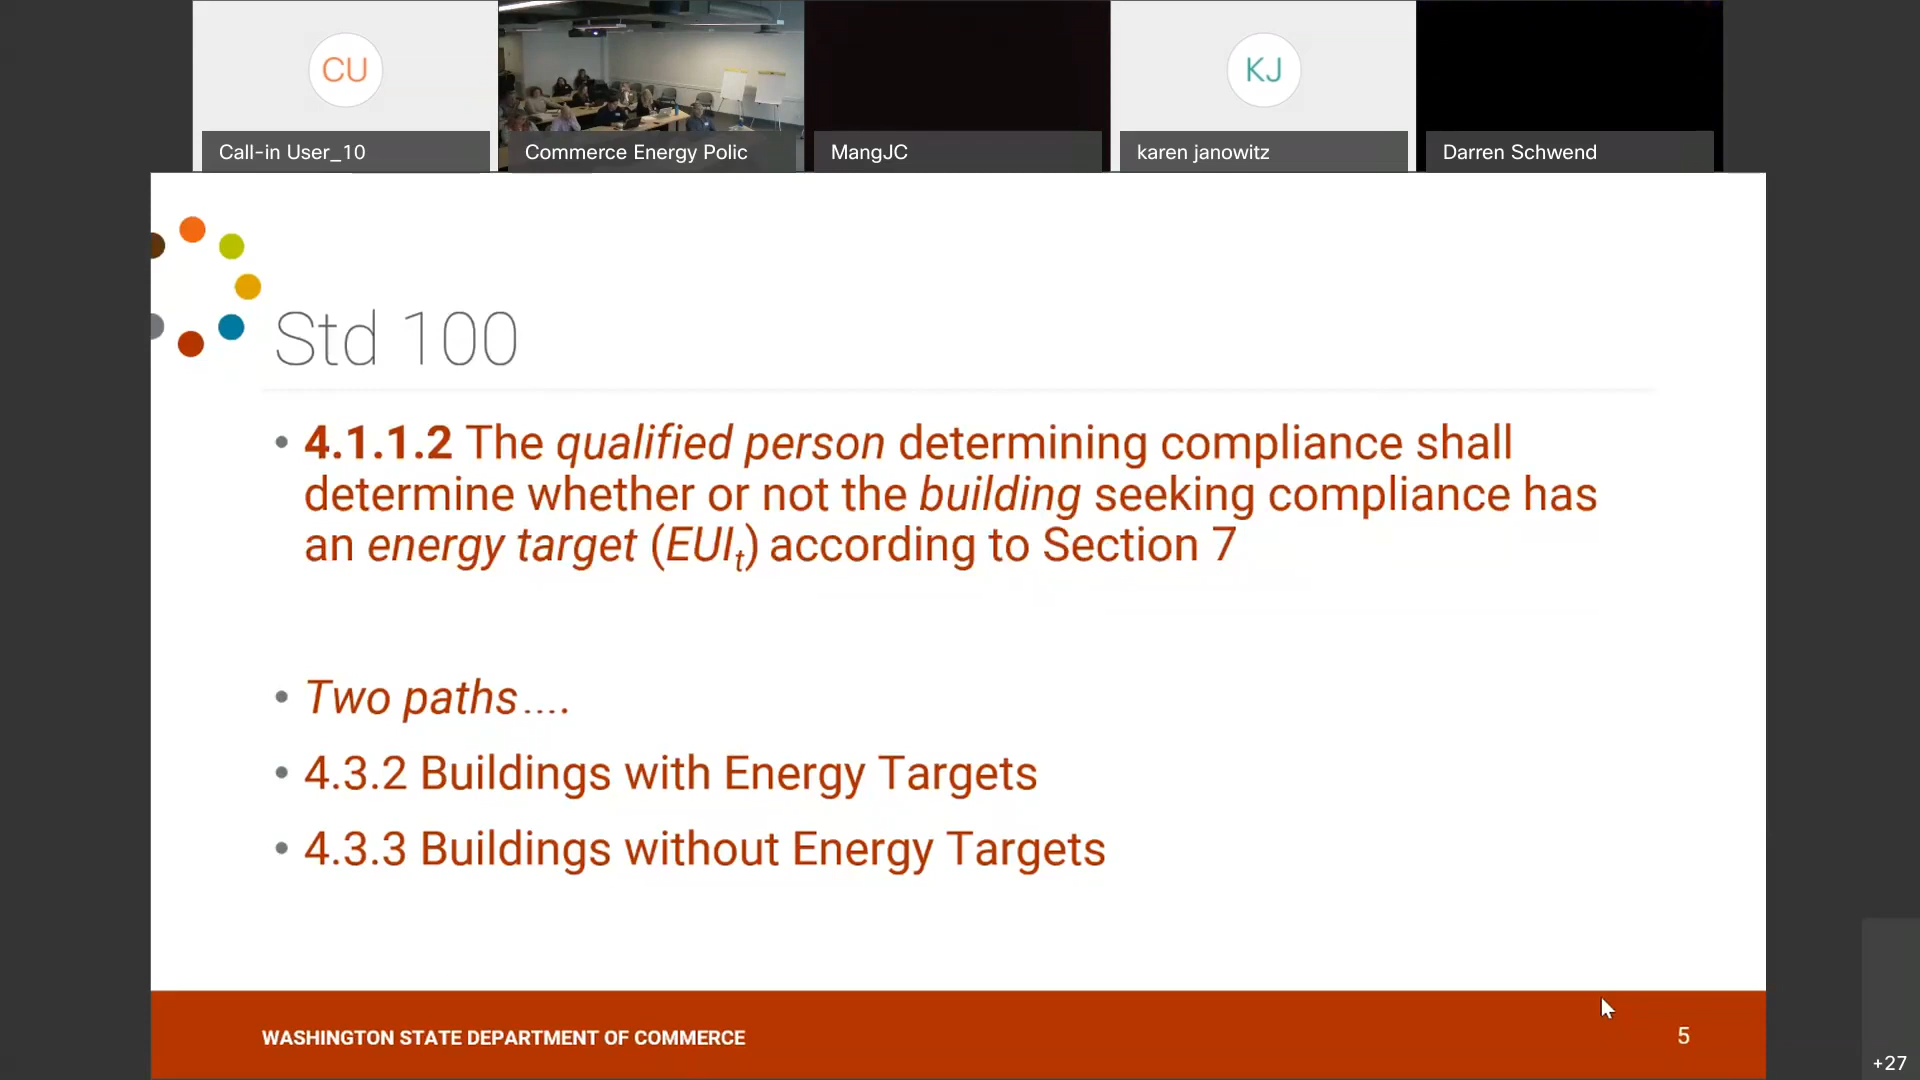 CU
KJ
Call-in User_10
Commerce Energy Polic
MangJC
karen janowitz
Darren Schwend
Std 100
• 4.1.1.2 The qualified person determining compliance shall
determine whether or not the building seeking compliance has
an energy target (EUIt) according to Section 7
• Two paths....
• 4.3.2 Buildings with Energy Targets
• 4.3.3 Buildings without Energy Targets
WASHINGTON STATE DEPARTMENT OF COMMERCE
5
+27